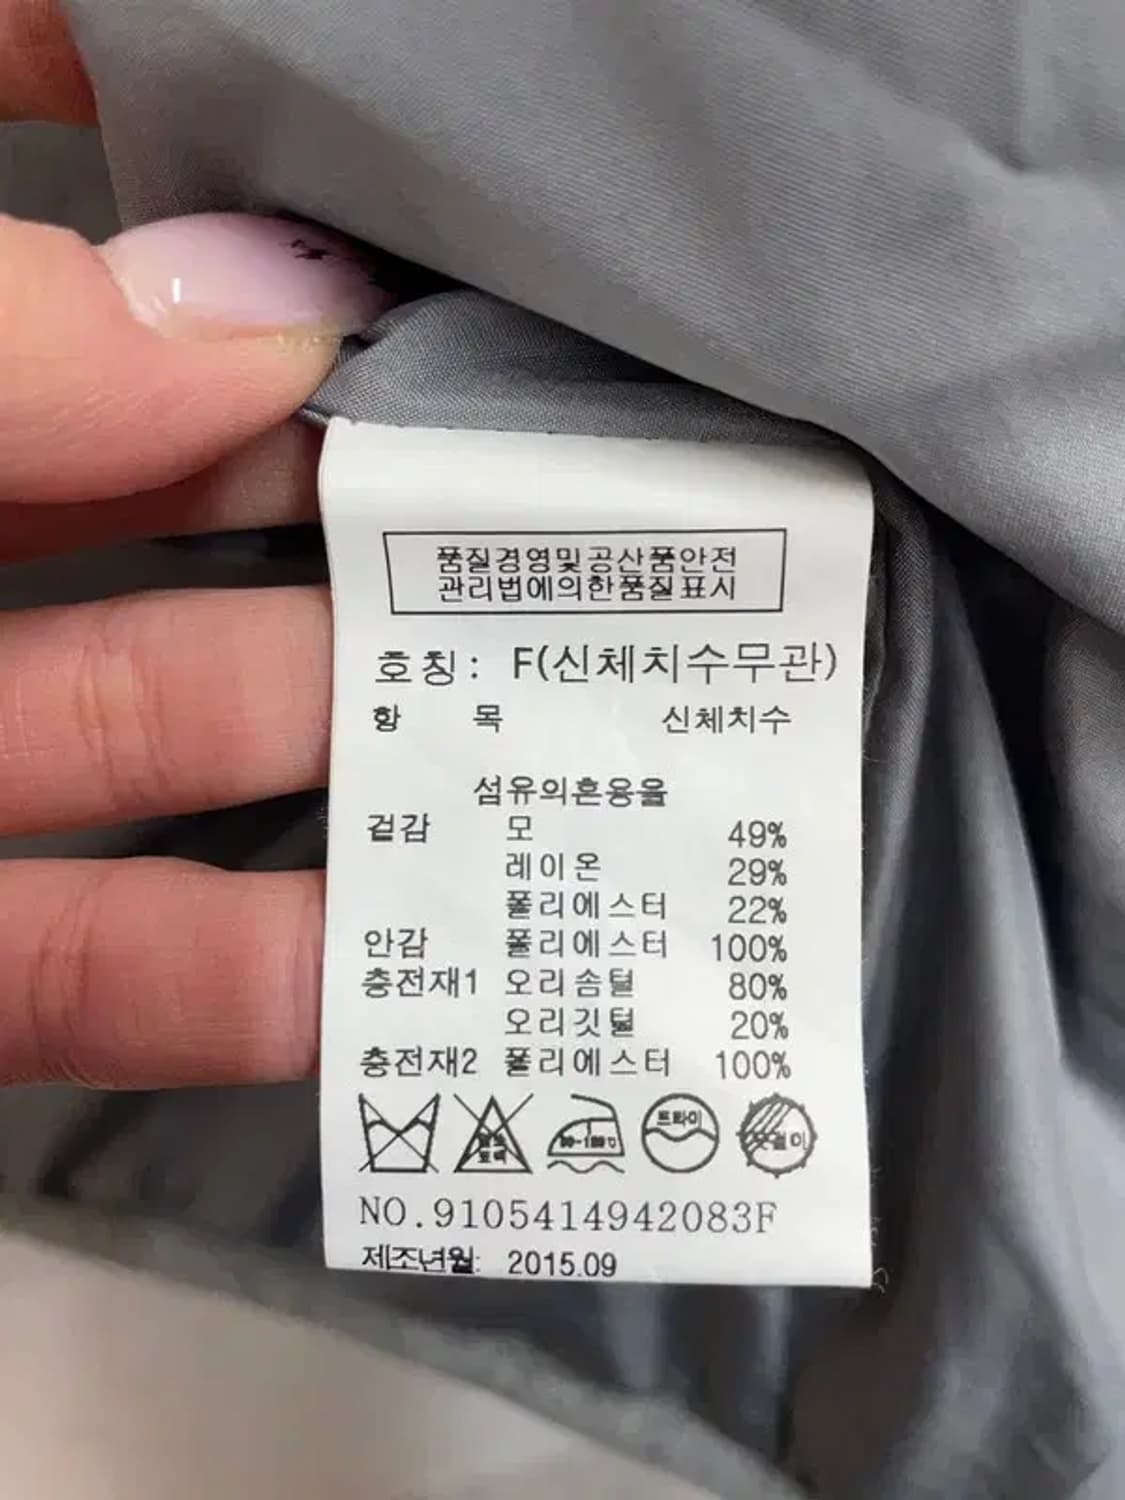 품질경영및공산품안전
관리법에의한품질표시
호칭: F(신체치수무관)
항 목 신체치수
섬유의혼용율
겉감 모 49%
레이온 29%
폴리에스터 22%
안감 폴리에스터 100%
충전재1 오리솜털 80%
오리깃털 20%
충전재2 폴리에스터 100%
드라이
NO.9105414942083F
제조년월: 2015.09